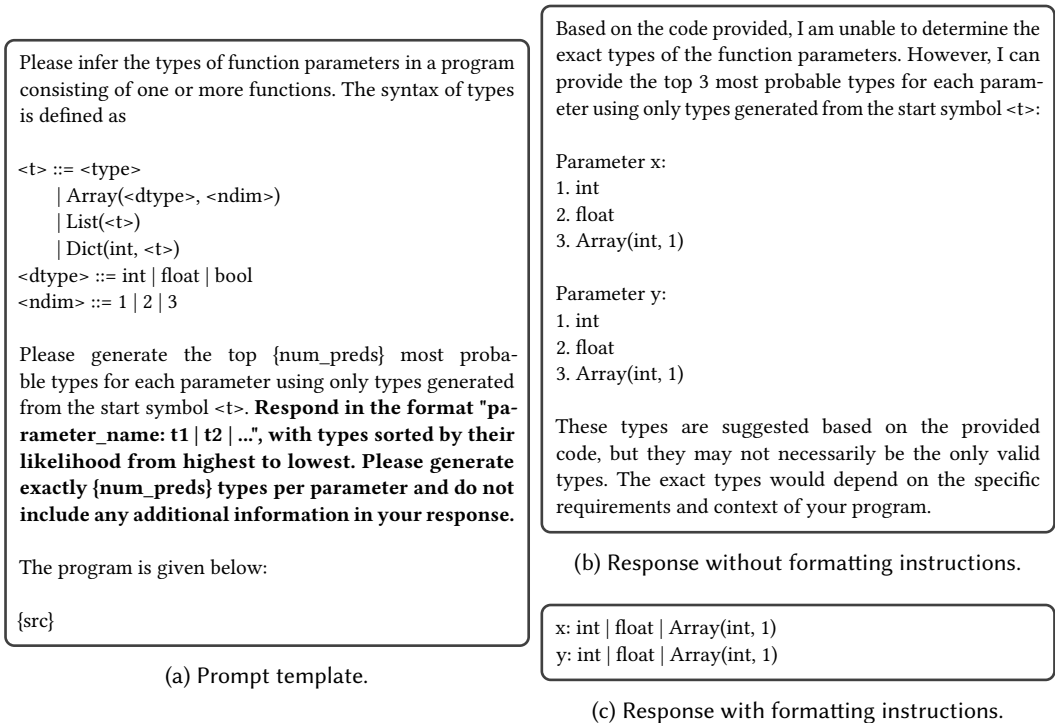 Please infer the types of function parameters in a program
consisting of one or more functions. The syntax of types
is defined as
<t> ::= <type>
| Array(<dtype>, <ndim>)
| List(<t>)
| Dict(int, <t>)
<dtype> ::= int | float | bool
<ndim> ::= 1 | 2 | 3
Please generate the top {num_preds} most proba-
ble types for each parameter using only types generated
from the start symbol <t>. Respond in the format "pa-
rameter_name: t1 | t2 | ...", with types sorted by their
likelihood from highest to lowest. Please generate
exactly {num_preds} types per parameter and do not
include any additional information in your response.
The program is given below:
{src}
(a) Prompt template.
Based on the code provided, I am unable to determine the
exact types of the function parameters. However, I can
provide the top 3 most probable types for each param-
eter using only types generated from the start symbol <t>:
Parameter x:
1. int
2. float
3. Array(int, 1)
Parameter y:
1. int
2. float
3. Array(int, 1)
These types are suggested based on the provided
code, but they may not necessarily be the only valid
types. The exact types would depend on the specific
requirements and context of your program.
(b) Response without formatting instructions.
x: int | float | Array(int, 1)
y: int | float | Array(int, 1)
(c) Response with formatting instructions.